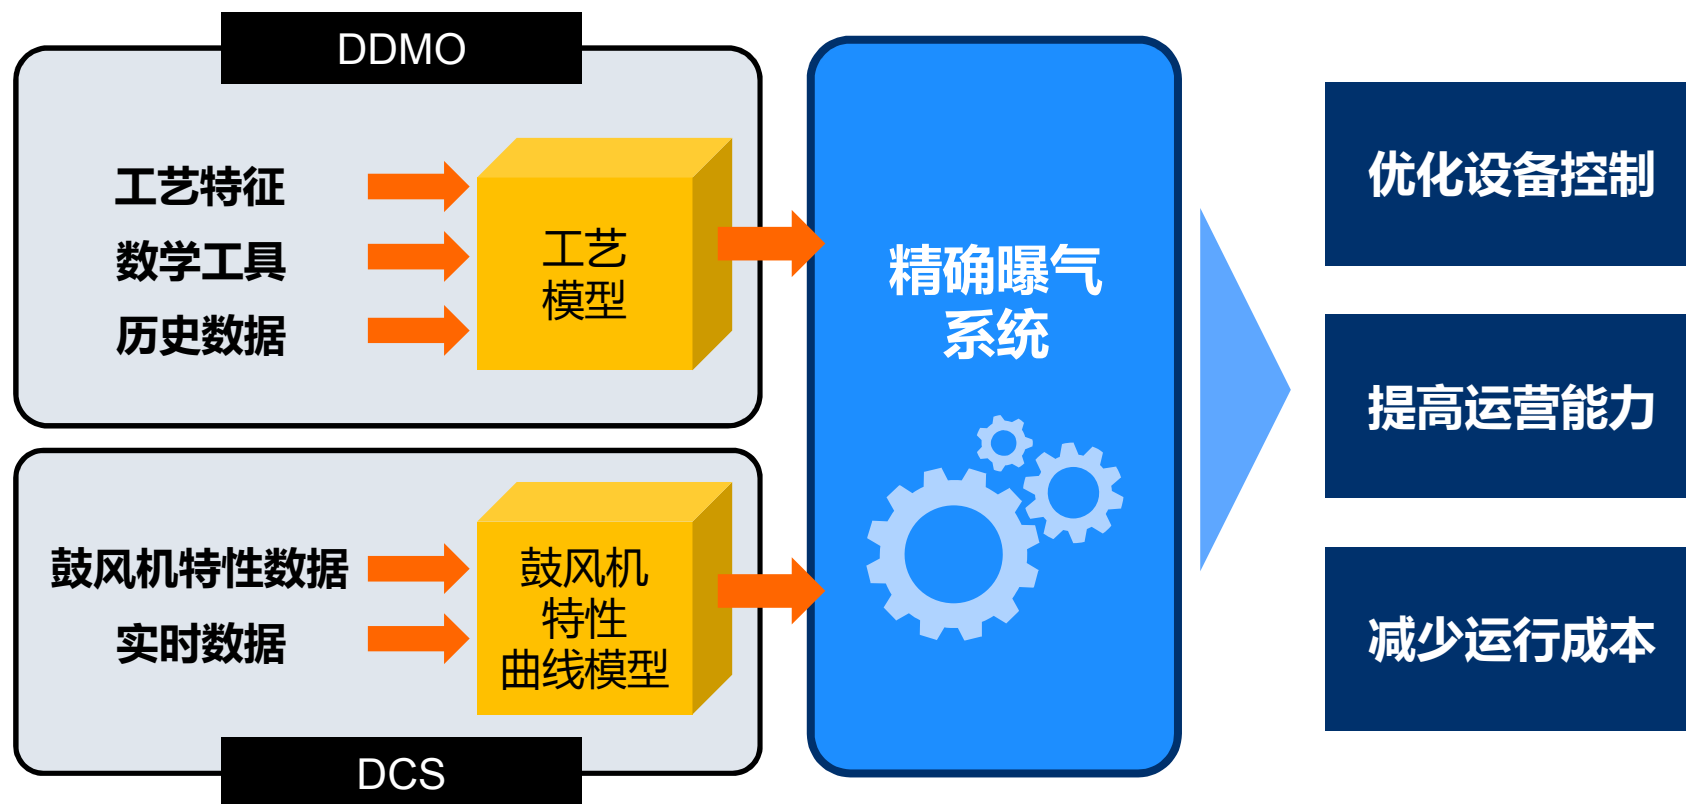 DDMO
工艺特征
数学工具
历史数据
工艺
模型
鼓风机特性数据
实时数据
鼓风机
特性
曲线模型
DCS
精确曝气
系统
优化设备控制
提高运营能力
减少运行成本